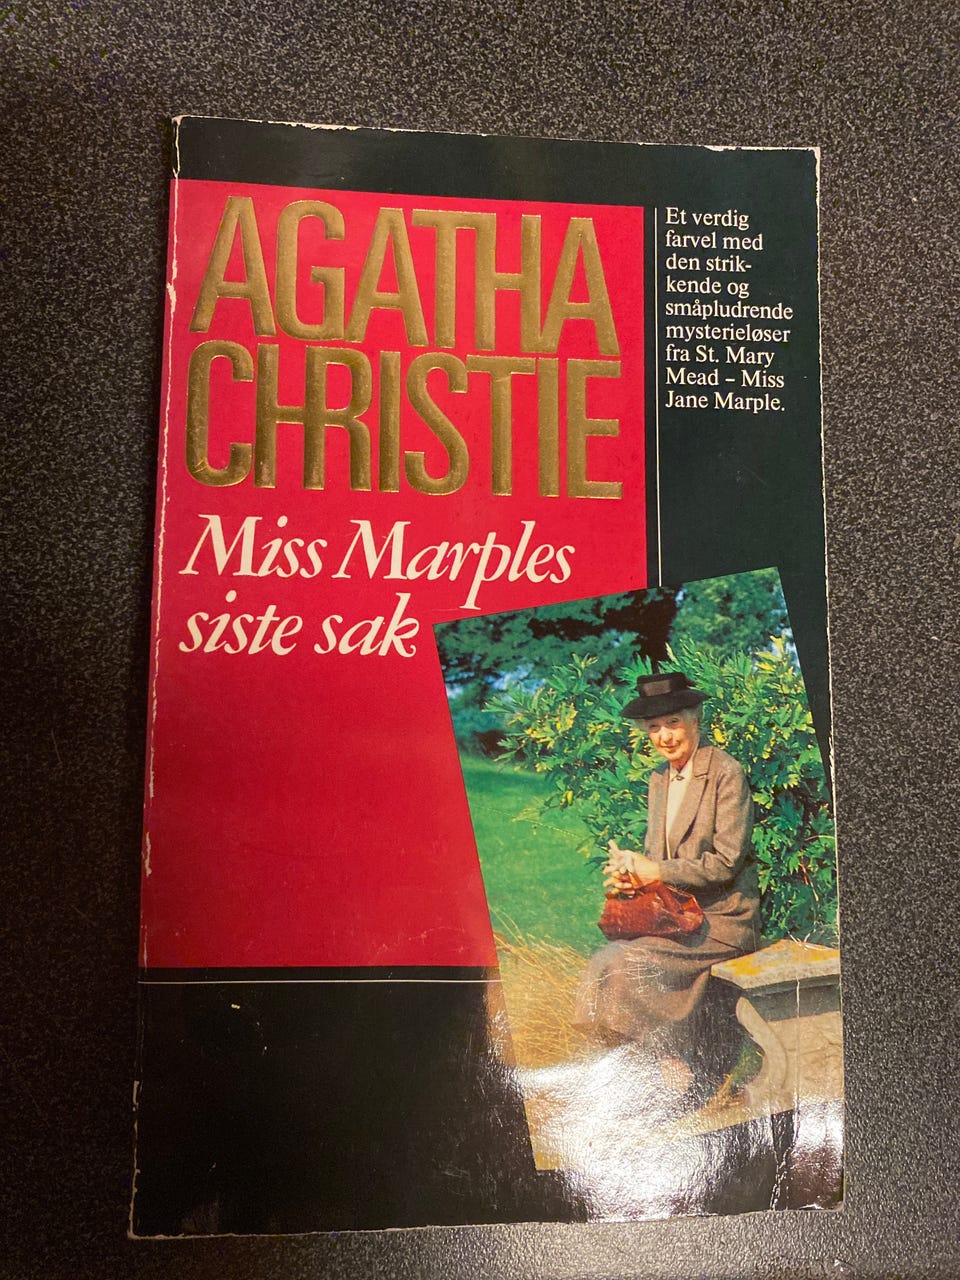 AGATHA
CHRISTIE
Miss Marples
siste sak
Et verdig
farvel med
den strik-
kende og
småpludrende
mysterieløser
fra St. Mary
Mead – Miss
Jane Marple.